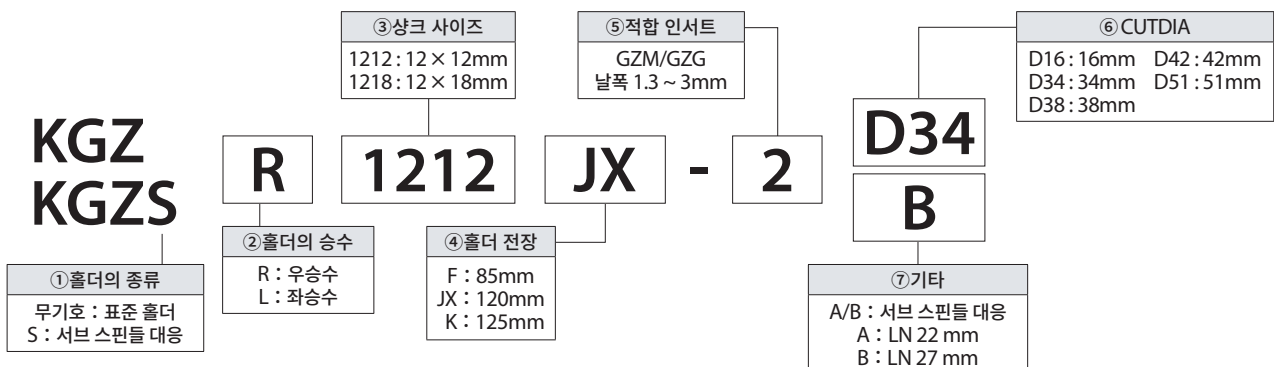 ③샹크 사이즈
1212 : 12 × 12mm
1218 : 12 × 18mm
⑤적합 인서트
GZM/GZG
날폭 1.3 ~ 3mm
⑥CUTDIA
D16 : 16mm D42 : 42mm
D34 : 34mm D51 : 51mm
D38 : 38mm
KGZ
KGZS
R
1212
JX
-
2
D34
B
①홀더의 종류
무기호 : 표준 홀더
S : 서브 스핀들 대응
②홀더의 승수
R : 우승수
L : 좌승수
④홀더 전장
F : 85mm
JX : 120mm
K : 125mm
⑦기타
A/B : 서브 스핀들 대응
A : LN 22 mm
B : LN 27 mm